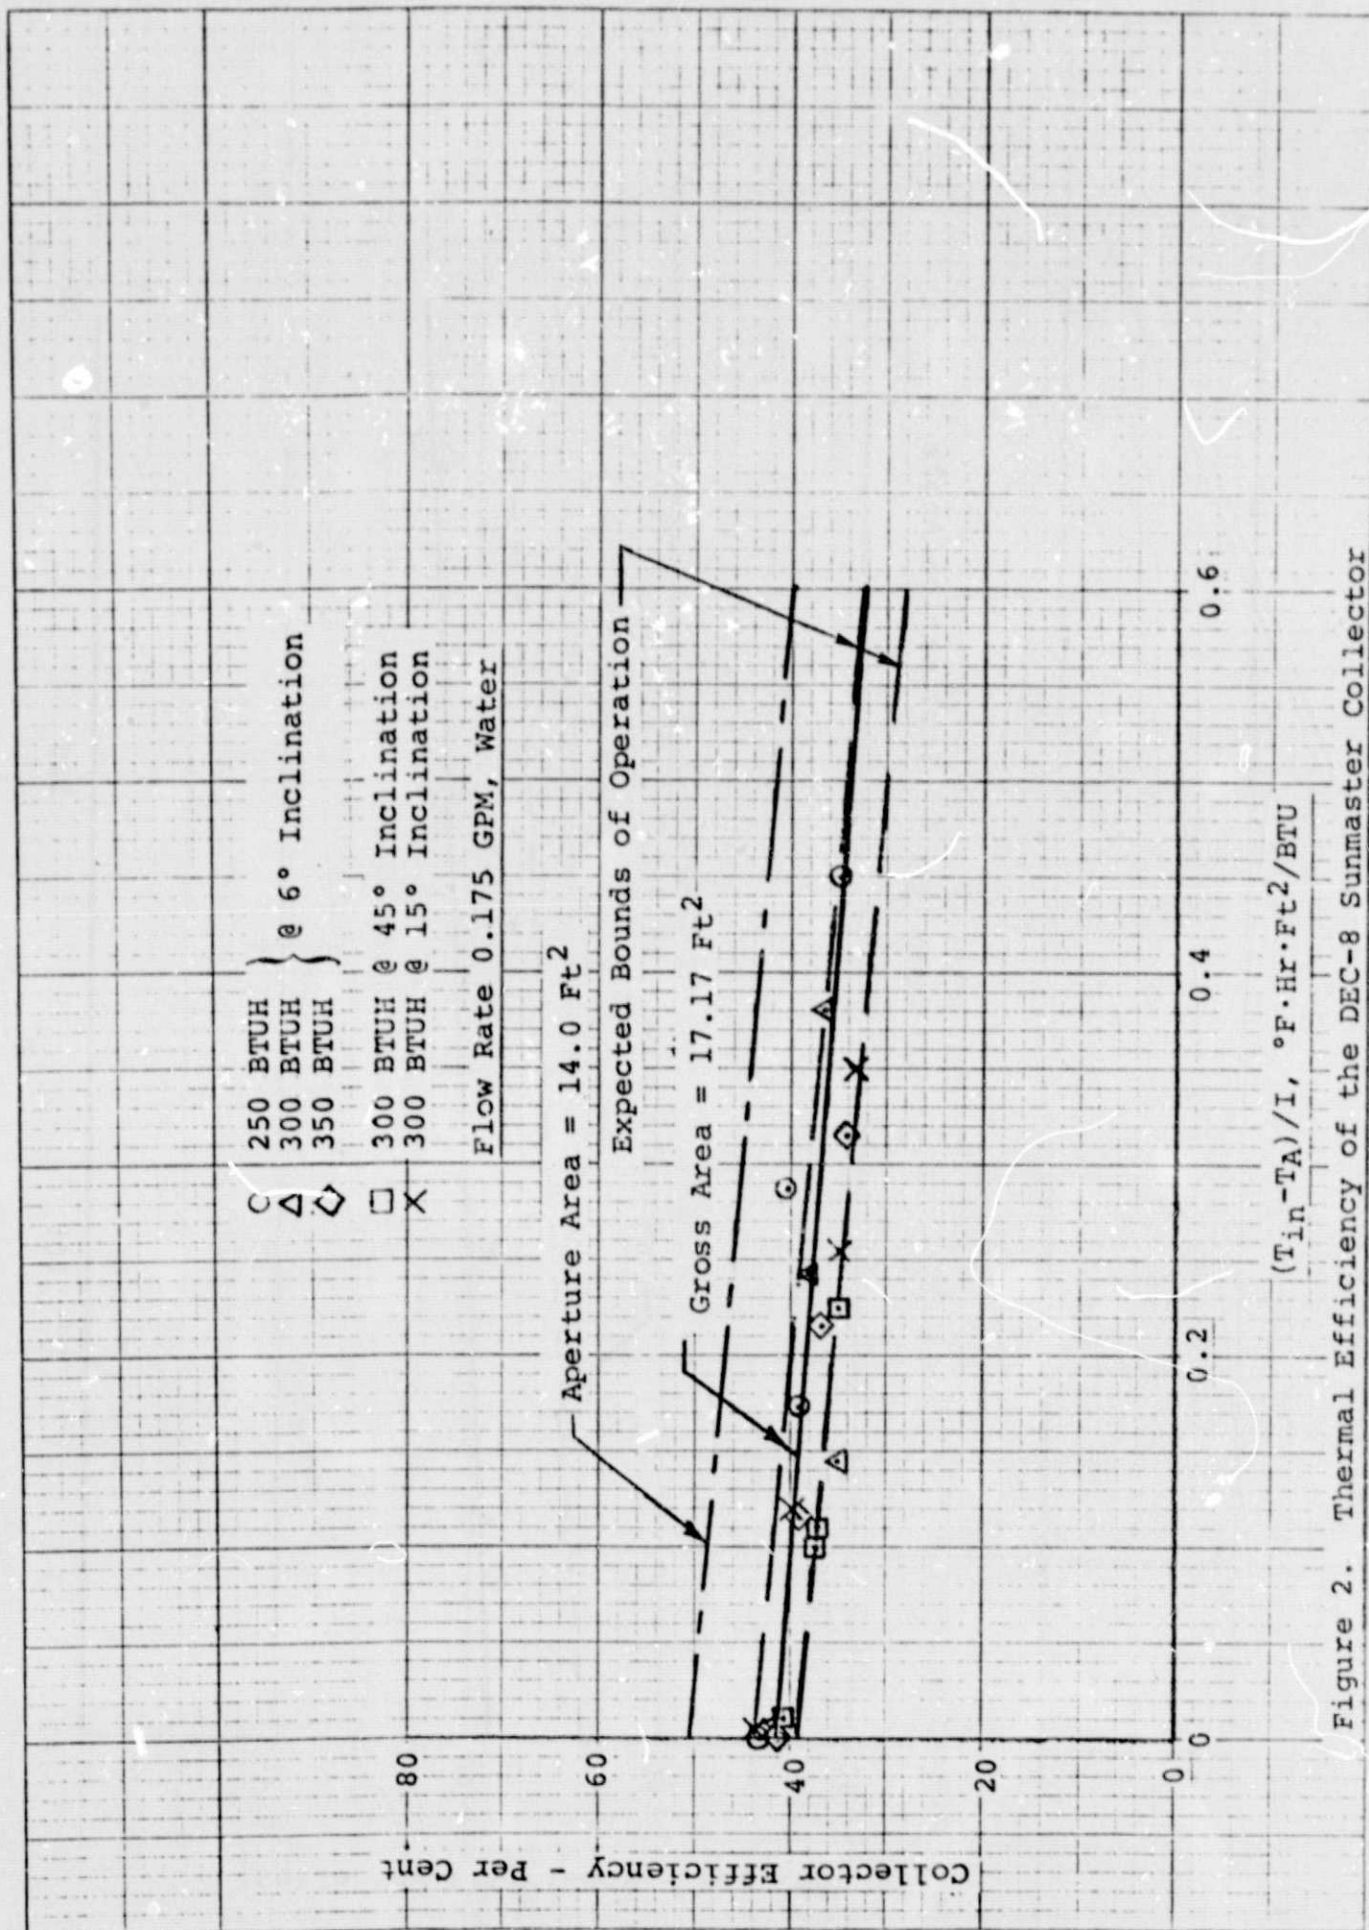 ○ 250 BTUH
△ 300 BTUH } @ 6° Inclination
◇ 350 BTUH
□ 300 BTUH @ 45° Inclination
X 300 BTUH @ 15° Inclination
Flow Rate 0.175 GPM, Water
Aperture Area = 14.0 Ft²
Expected Bounds of Operation
Gross Area = 17.17 Ft²
Collector Efficiency - Per Cent
80
60
40
20
0
0
0.2
0.4
0.6
(T_in-T_A)/I, °F·Hr·Ft²/BTU
Figure 2. Thermal Efficiency of the DEC-8 Sunmaster Collector